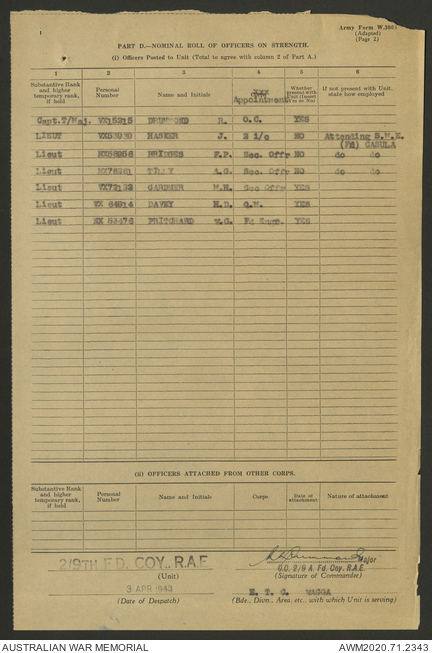 1
Army Form W.3065
(Adapted)
(Page 2)
PART D.—NOMINAL ROLL OF OFFICERS ON STRENGTH.
(i) Officers Posted to Unit (Total to agree with column 2 of Part A.)
1 2 3 4 5 6
Substantive Rank and higher temporary rank, if held
Personal Number
Name and Initials
Appointment
Whether present with Unit (Insert Yes or No)
If not present with Unit, state how employed
Capt.T/Maj. DRUMMOND R. O.C. YES
LIEUT HASKER J. 2 i/c NO Attending S.M.E.
CASULA
Lieut BRIDGES F.P. Sec. Offr NO do do
Lieut A.G. Sec. Offr NO do do
Lieut GARDNER M.H. Sec Offr YES
Lieut VX 64914 DAVEY H.D. Q.M. YES
Lieut PRITCHARD W.G. YES
(ii) OFFICERS ATTACHED FROM OTHER CORPS.
Substantive Rank and higher temporary rank, if held
Personal Number
Name and Initials
Corps
Date of attachment
Nature of attachment
2/9TH FD. COY. R.A.E
(Unit)
Major
O.C. 2/9 A. Fd. Coy. R.A.E.
(Signature of Commander)
3 APR 1943
(Date of Despatch)
E. T. C. WAGGA
(Bde., Divn., Area, etc., with which Unit is serving)
AUSTRALIAN WAR MEMORIAL
AWM2020.71.2343